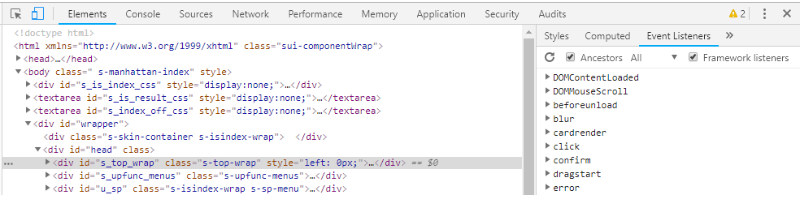 Elements Console Sources Network Performance Memory Application Security Audits 2
<!doctype html>
<html xmlns="http://www.w3.org/1999/xhtml" class="sui-componentWrap">
<head>…</head>
<body class=" s-manhattan-index" style>
<div id="s_is_index_css" style="display:none;">…</div>
<textarea id="s_is_result_css" style="display:none;">…</textarea>
<textarea id="s_index_off_css" style="display:none;">…</textarea>
<div id="wrapper">
<div class="s-skin-container s-isindex-wrap"> </div>
<div id="head" class>
… <div id="s_top_wrap" class="s-top-wrap" style="left: 0px;">…</div> == $0
<div id="s_upfunc_menus" class="s-upfunc-menus">…</div>
<div id="u_sp" class="s-isindex-wrap s-sp-menu">…</div>
Styles Computed Event Listeners
Ancestors All Framework listeners
DOMContentLoaded
DOMMouseScroll
beforeunload
blur
cardrender
click
confirm
dragstart
error